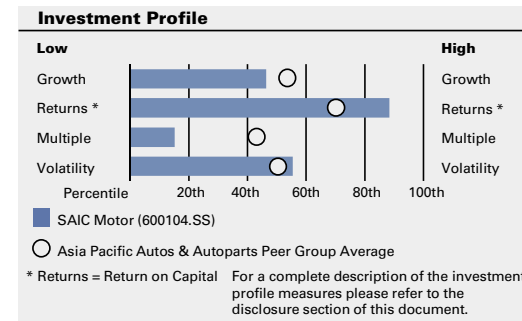 Investment Profile
Low High
Growth Growth
Returns * Returns *
Multiple Multiple
Volatility Volatility
Percentile 20th 40th 60th 80th 100th
SAIC Motor (600104.SS)
Asia Pacific Autos & Autoparts Peer Group Average
* Returns = Return on Capital For a complete description of the investment
profile measures please refer to the
disclosure section of this document.